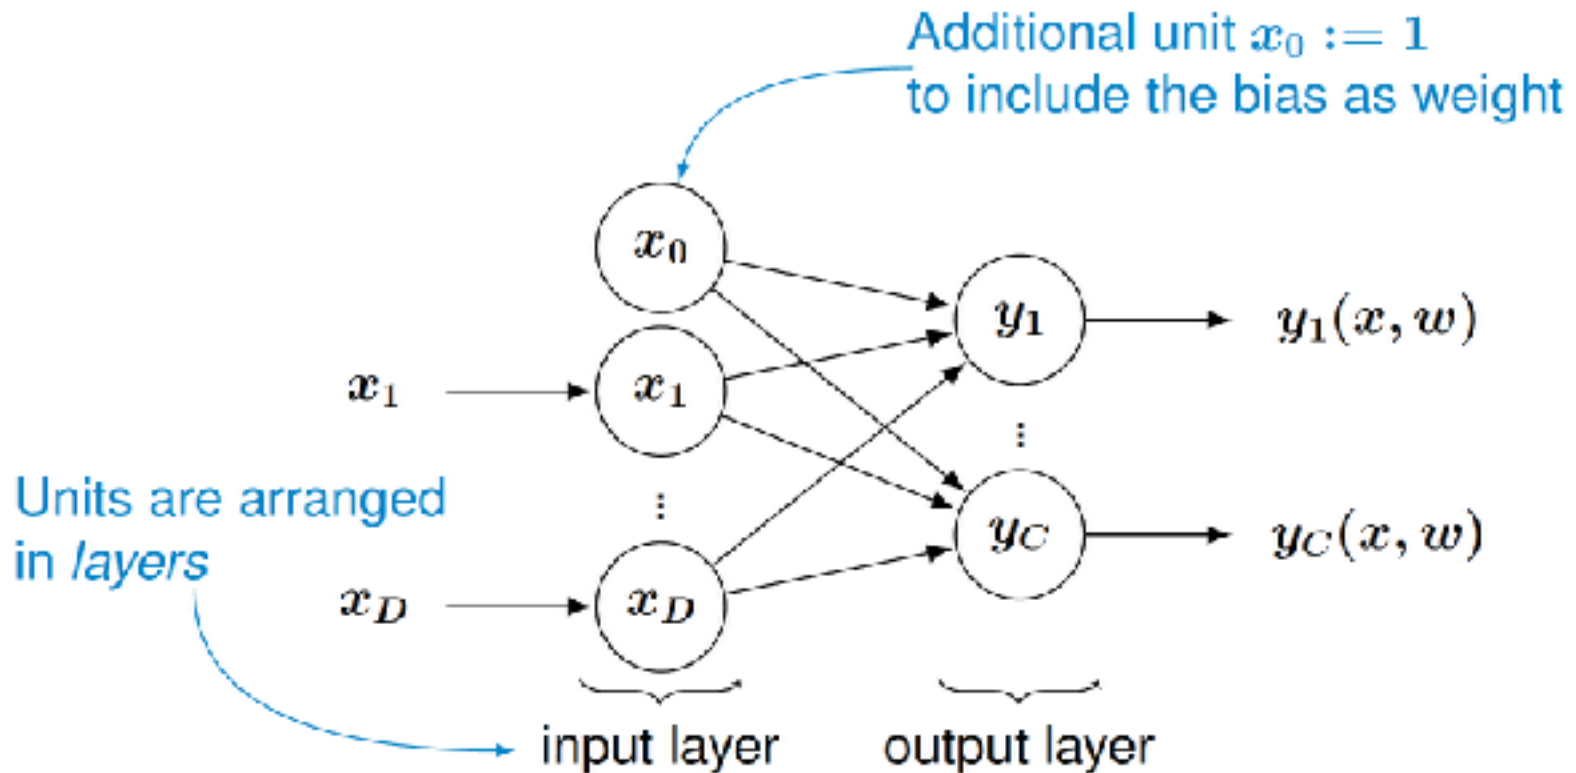 Additional unit x₀ := 1
to include the bias as weight
x₀
x₁
x₁
y₁
y₁(x, w)
⋮
⋮
Units are arranged
in layers
x_D
x_D
y_C
y_C(x, w)
input layer
output layer